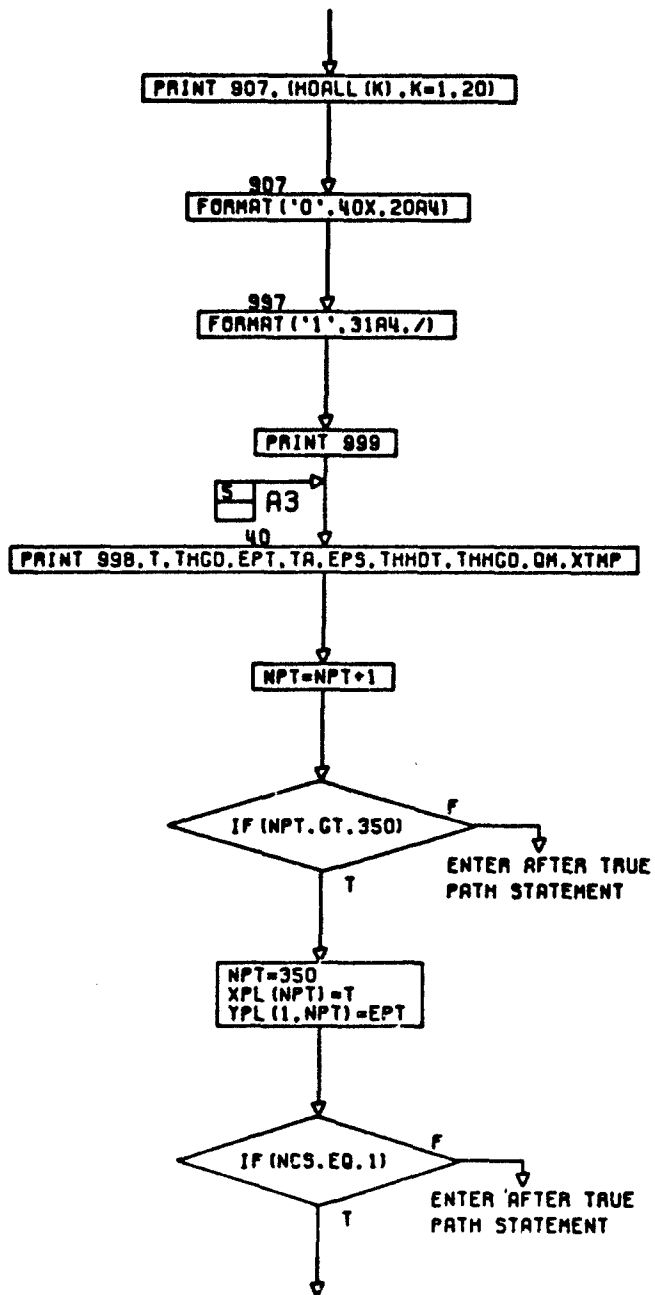 PRINT 907, (HOALL(K),K=1,20)
907
FORMAT('0',40X,20A4)
997
FORMAT('1',31A4,/)
PRINT 999
5
A3
40
PRINT 998,T,THGD,EPT,TA,EPS,THHDT,THHGD,QM,XTMP
NPT=NPT+1
IF(NPT.GT.350)
F
ENTER AFTER TRUE
PATH STATEMENT
T
NPT=350
XPL(NPT)=T
YPL(1,NPT)=EPT
IF(NCS.EQ.1)
F
ENTER AFTER TRUE
PATH STATEMENT
T